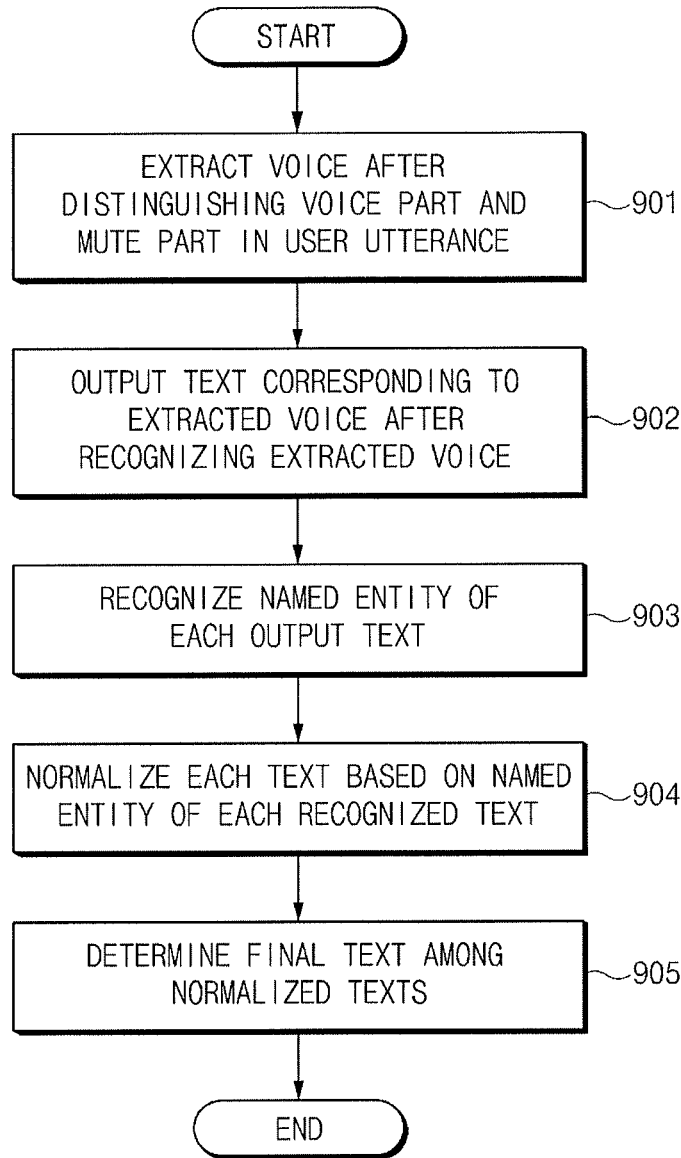 START
EXTRACT VOICE AFTER
DISTINGUISHING VOICE PART AND
MUTE PART IN USER UTTERANCE
901
OUTPUT TEXT CORRESPONDING TO
EXTRACTED VOICE AFTER
RECOGNIZING EXTRACTED VOICE
902
RECOGNIZE NAMED ENTITY OF
EACH OUTPUT TEXT
903
NORMALIZE EACH TEXT BASED ON NAMED
ENTITY OF EACH RECOGNIZED TEXT
904
DETERMINE FINAL TEXT AMONG
NORMALIZED TEXTS
905
END